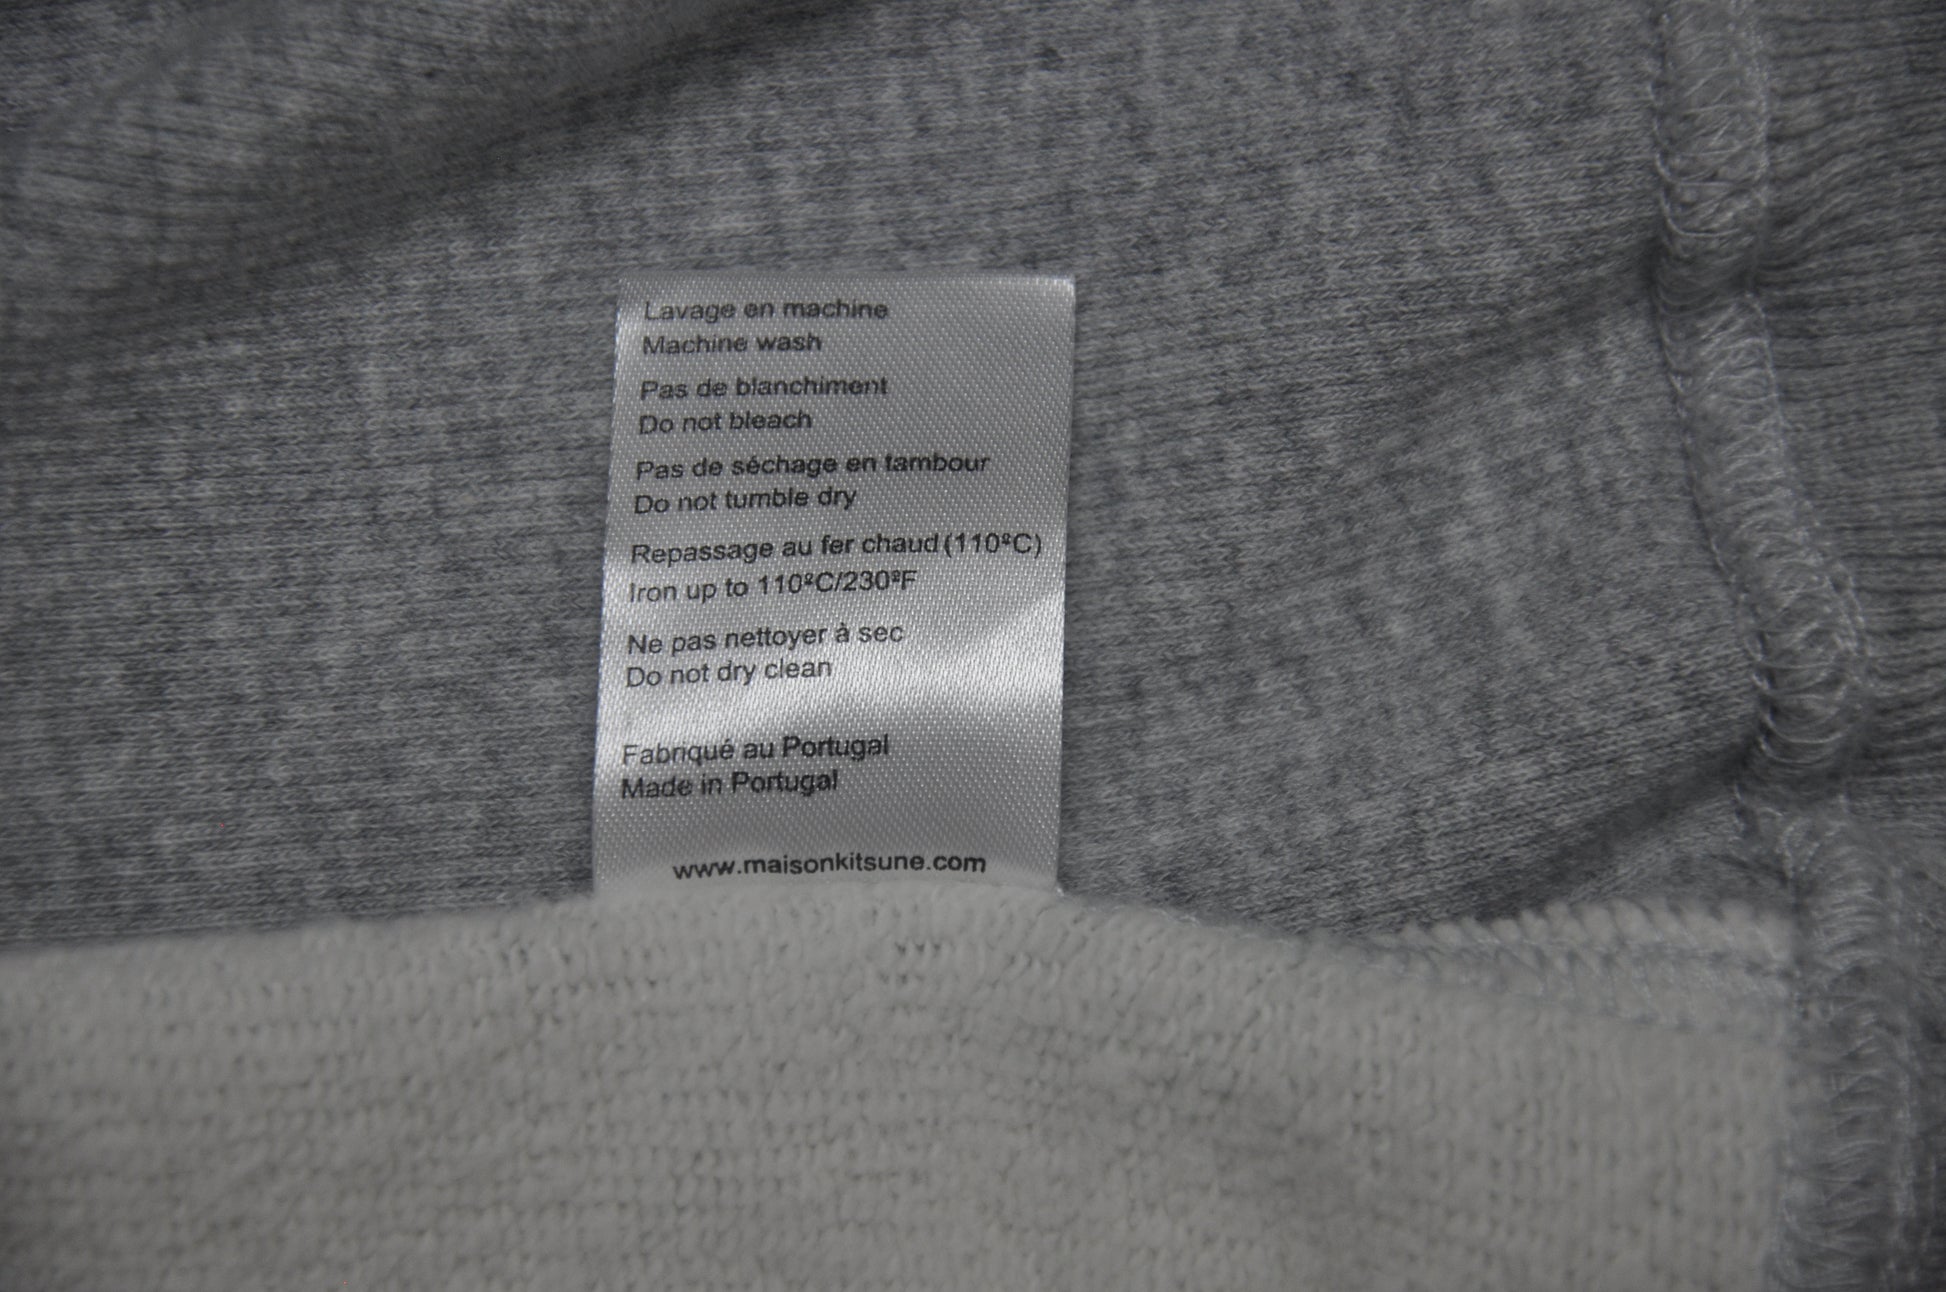 Lavage en machine
Machine wash
Pas de blanchiment
Do not bleach
Pas de séchage en tambour
Do not tumble dry
Repassage au fer chaud (110ºC)
Iron up to 110ºC/230ºF
Ne pas nettoyer à sec
Do not dry clean
Fabriqué au Portugal
Made in Portugal
www.maisonkitsune.com